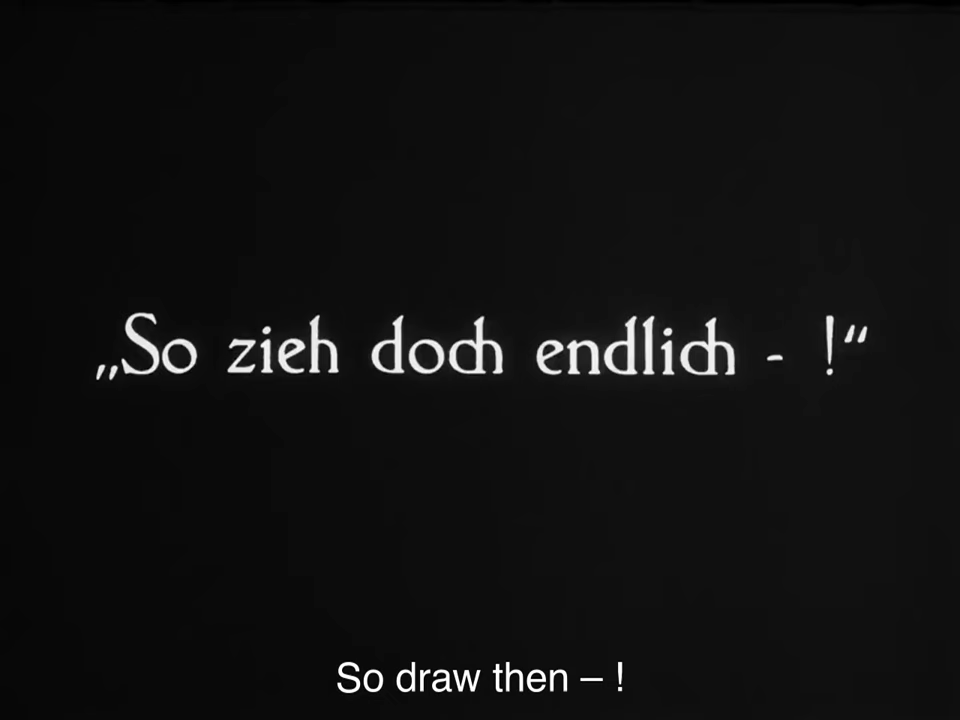 „So zieh doch endlich - !“
So draw then – !